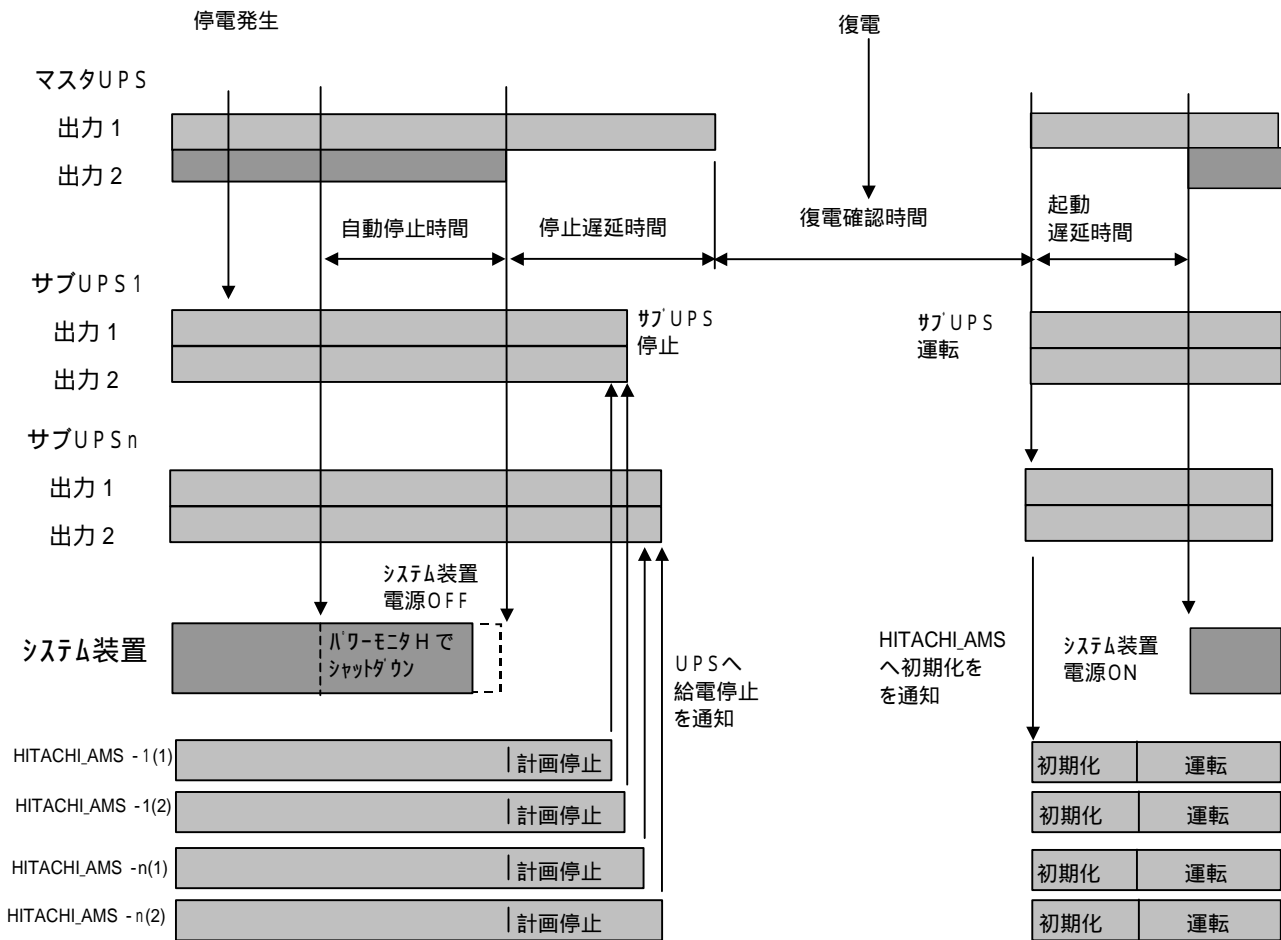 停電発生
復電
マスタUPS
出力1
出力2
自動停止時間
停止遅延時間
復電確認時間
起動
遅延時間
サブUPS1
出力1
出力2
ｻﾌﾞUPS
停止
ｻﾌﾞUPS
運転
サブUPSn
出力1
出力2
ｼｽﾃﾑ装置
電源OFF
ｼｽﾃﾑ装置
ﾊﾟﾜｰﾓﾆﾀHで
ｼｬｯﾄﾀﾞｳﾝ
UPSへ
給電停止
を通知
HITACHI_AMS
へ初期化を
を通知
ｼｽﾃﾑ装置
電源ON
HITACHI_AMS -1(1)
計画停止
初期化
運転
HITACHI_AMS -1(2)
計画停止
初期化
運転
HITACHI_AMS -n(1)
計画停止
初期化
運転
HITACHI_AMS -n(2)
計画停止
初期化
運転